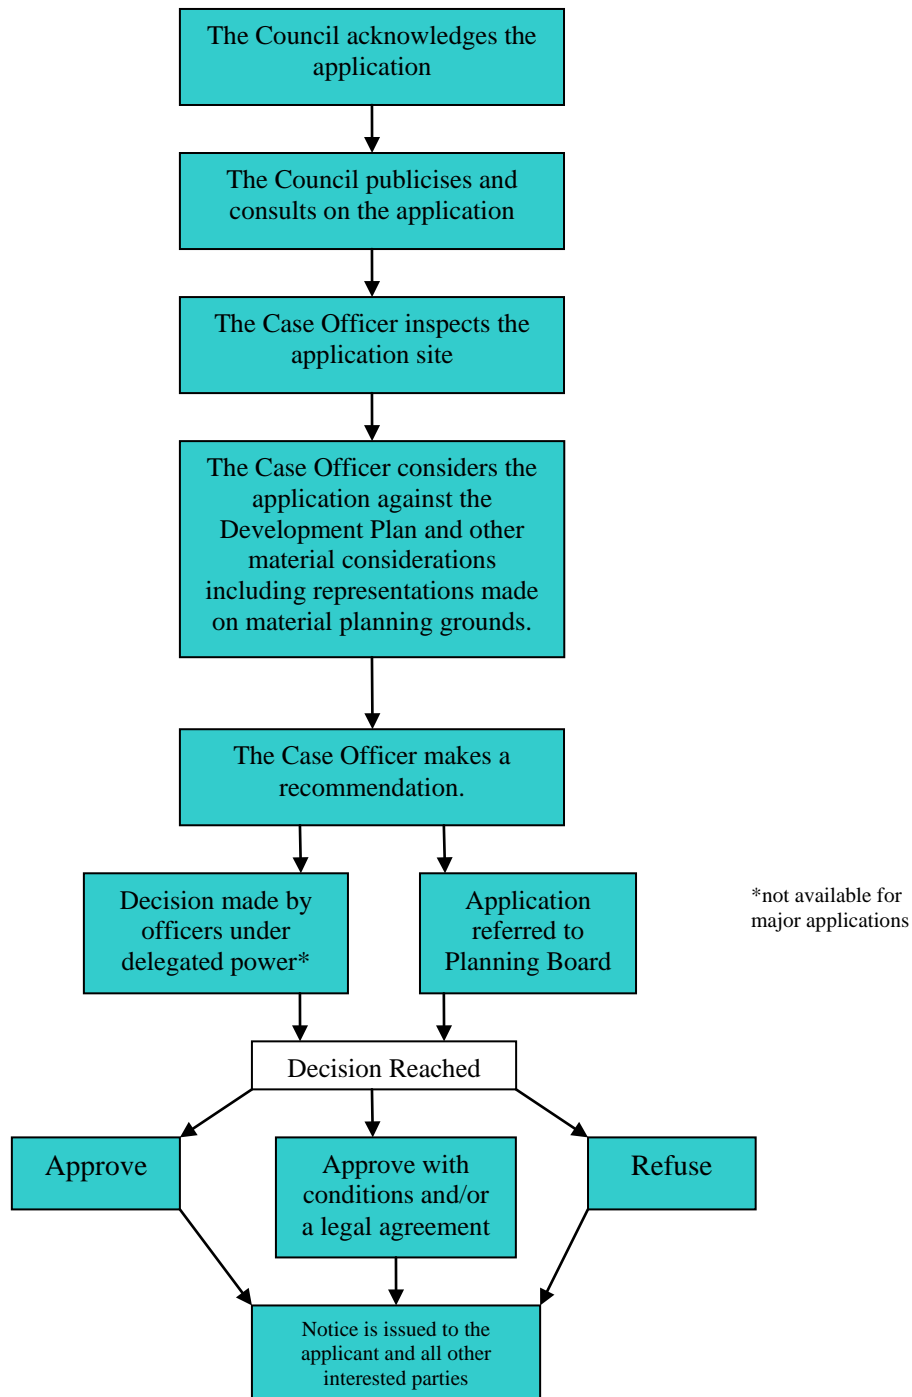 The Council acknowledges the
application
The Council publicises and
consults on the application
The Case Officer inspects the
application site
The Case Officer considers the
application against the
Development Plan and other
material considerations
including representations made
on material planning grounds.
The Case Officer makes a
recommendation.
Decision made by
officers under
delegated power*
Application
referred to
Planning Board
*not available for
major applications
Decision Reached
Approve
Approve with
conditions and/or
a legal agreement
Refuse
Notice is issued to the
applicant and all other
interested parties